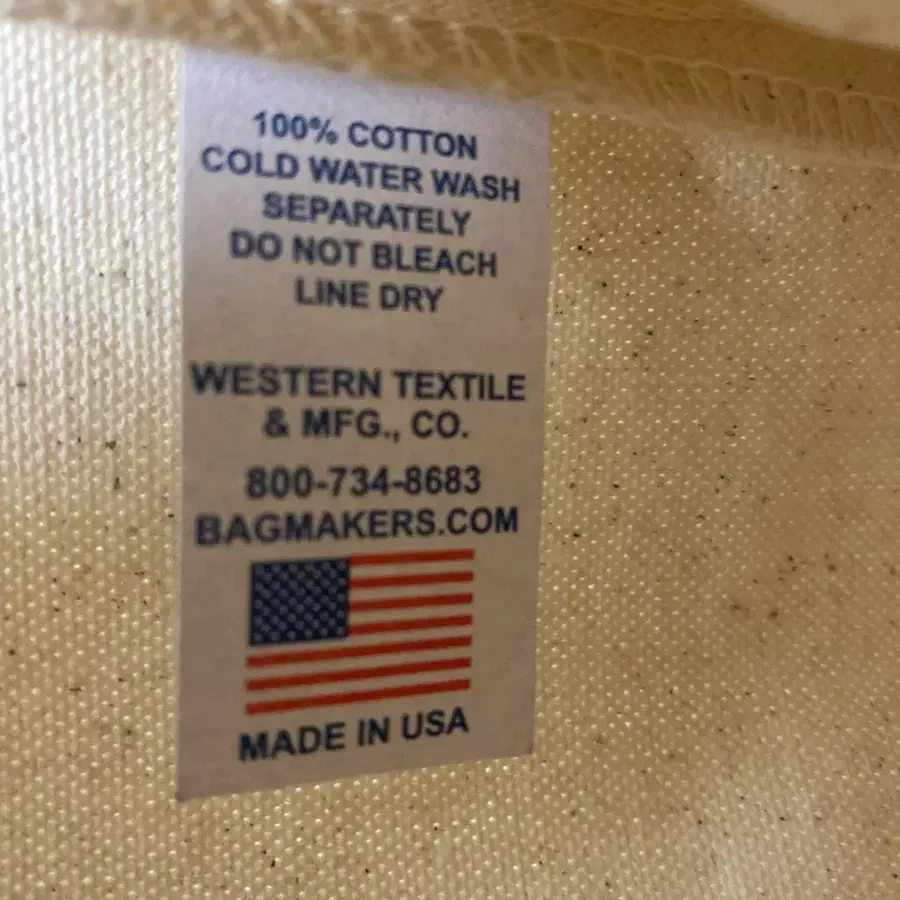 100% COTTON
COLD WATER WASH
SEPARATELY
DO NOT BLEACH
LINE DRY
WESTERN TEXTILE
& MFG., CO.
800-734-8683
BAGMAKERS.COM
MADE IN USA